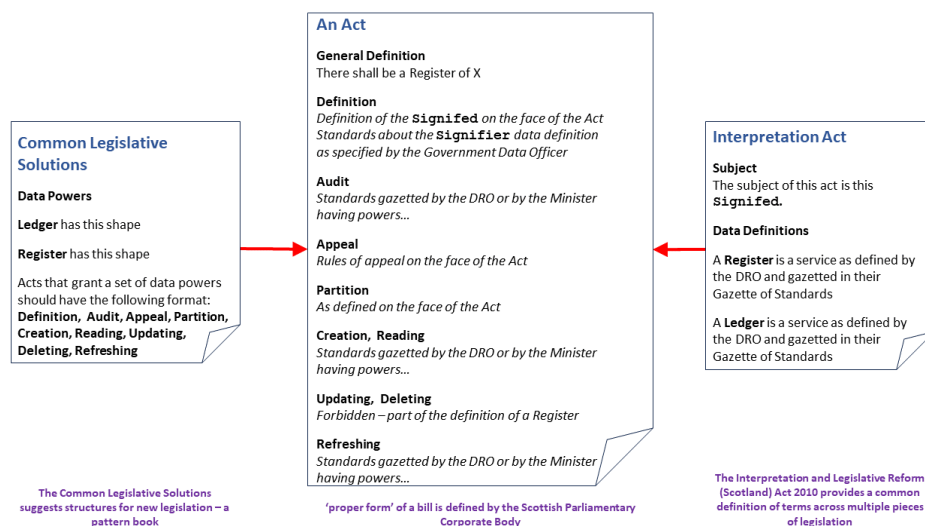 Common Legislative
Solutions
Data Powers
Ledger has this shape
Register has this shape
Acts that grant a set of data powers
should have the following format:
Definition, Audit, Appeal, Partition,
Creation, Reading, Updating,
Deleting, Refreshing
The Common Legislative Solutions
suggests structures for new legislation – a
pattern book
An Act
General Definition
There shall be a Register of X
Definition
Definition of the Signifed on the face of the Act
Standards about the Signifier data definition
as specified by the Government Data Officer
Audit
Standards gazetted by the DRO or by the Minister
having powers…
Appeal
Rules of appeal on the face of the Act
Partition
As defined on the face of the Act
Creation, Reading
Standards gazetted by the DRO or by the Minister
having powers…
Updating, Deleting
Forbidden – part of the definition of a Register
Refreshing
Standards gazetted by the DRO or by the Minister
having powers…
'proper form' of a bill is defined by the Scottish Parliamentary
Corporate Body
Interpretation Act
Subject
The subject of this act is this
Signifed.
Data Definitions
A Register is a service as defined by
the DRO and gazetted in their
Gazette of Standards
A Ledger is a service as defined by
the DRO and gazetted in their
Gazette of Standards
The Interpretation and Legislative Reform
(Scotland) Act 2010 provides a common
definition of terms across multiple pieces
of legislation